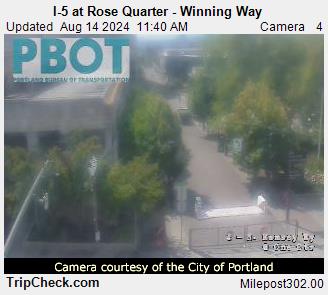 I-5 at Rose Quarter - Winning Way
Updated Aug 14 2024 11:40 AM Camera 4
PBOT
PORTLAND BUREAU OF TRANSPORTATION
Camera courtesy of the City of Portland
TripCheck.com Milepost302.00